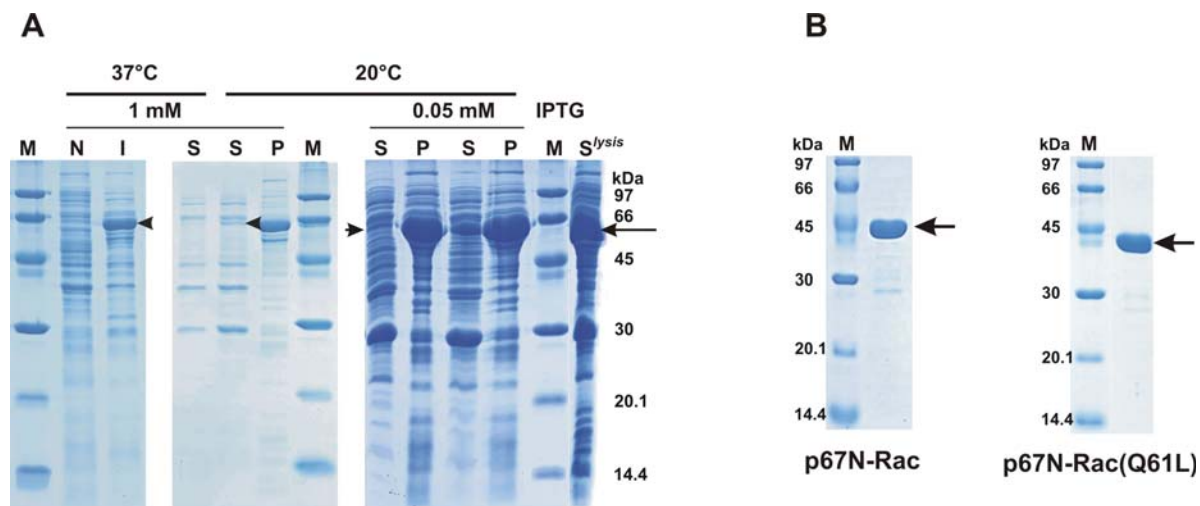 A
37°C 20°C
1 mM 0.05 mM IPTG
M N I S S P M S P S P M S lysis
kDa
97
66
45
30
20.1
14.4
B
kDa M
97
66
45
30
20.1
14.4
p67N-Rac
kDa M
97
66
45
30
20.1
14.4
p67N-Rac(Q61L)